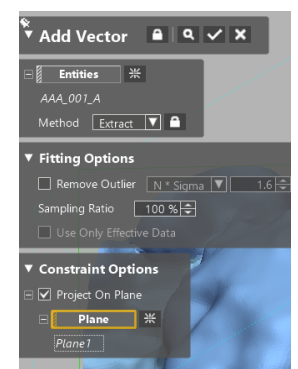 Add Vector
Entities
AAA_001_A
Method Extract
Fitting Options
Remove Outlier N * Sigma 1.6
Sampling Ratio 100 %
Use Only Effective Data
Constraint Options
Project On Plane
Plane
Plane1